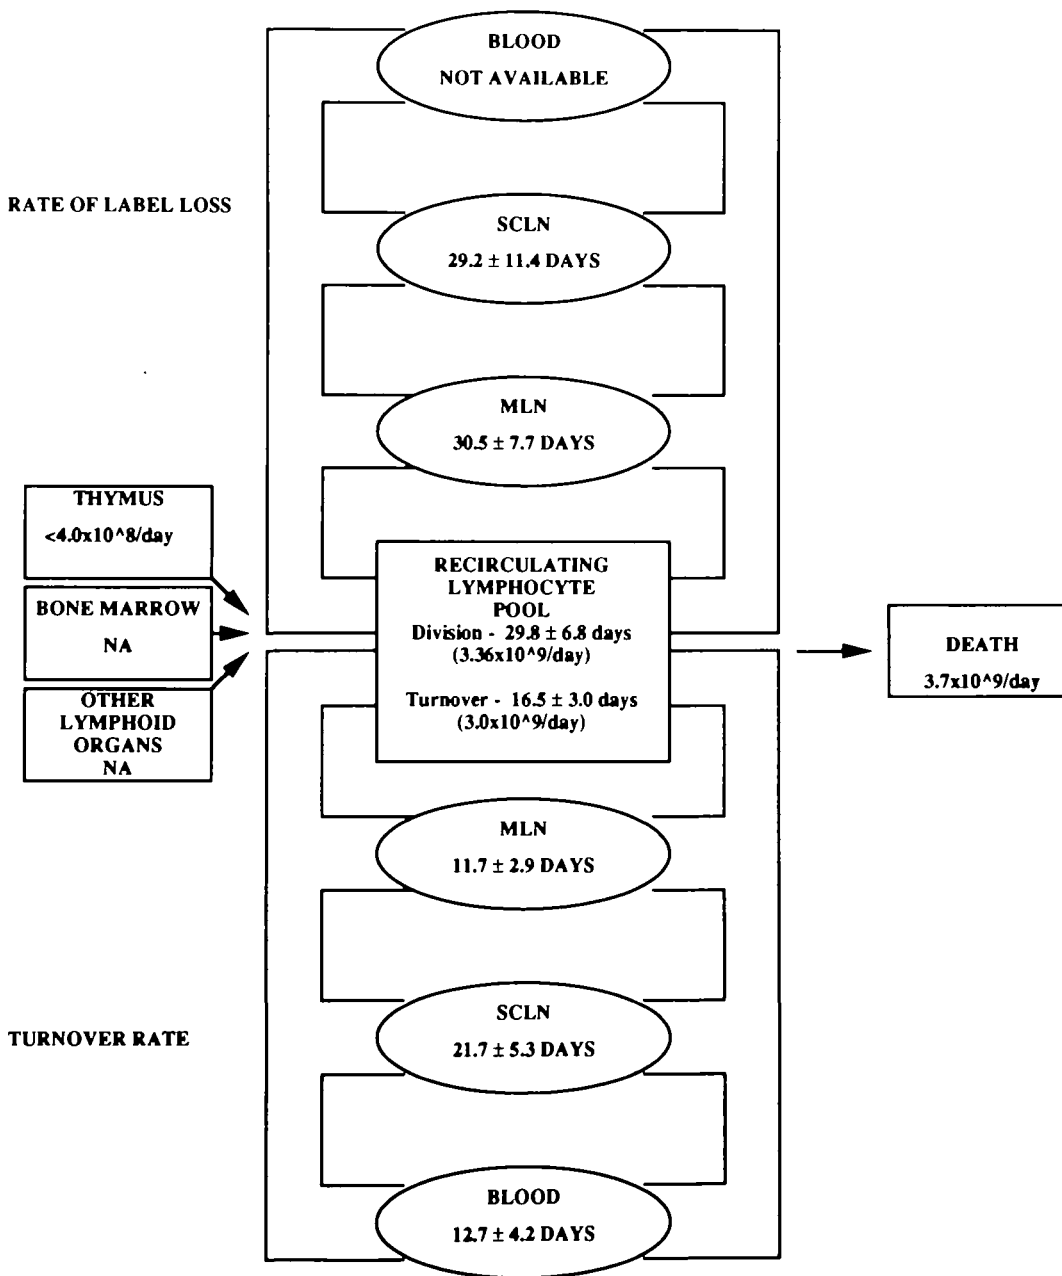 BLOOD
NOT AVAILABLE
RATE OF LABEL LOSS
SCLN
29.2 ± 11.4 DAYS
MLN
30.5 ± 7.7 DAYS
THYMUS
<4.0x10^8/day
BONE MARROW
NA
OTHER
LYMPHOID
ORGANS
NA
RECIRCULATING
LYMPHOCYTE
POOL
Division - 29.8 ± 6.8 days
(3.36x10^9/day)
Turnover - 16.5 ± 3.0 days
(3.0x10^9/day)
DEATH
3.7x10^9/day
MLN
11.7 ± 2.9 DAYS
SCLN
21.7 ± 5.3 DAYS
TURNOVER RATE
BLOOD
12.7 ± 4.2 DAYS